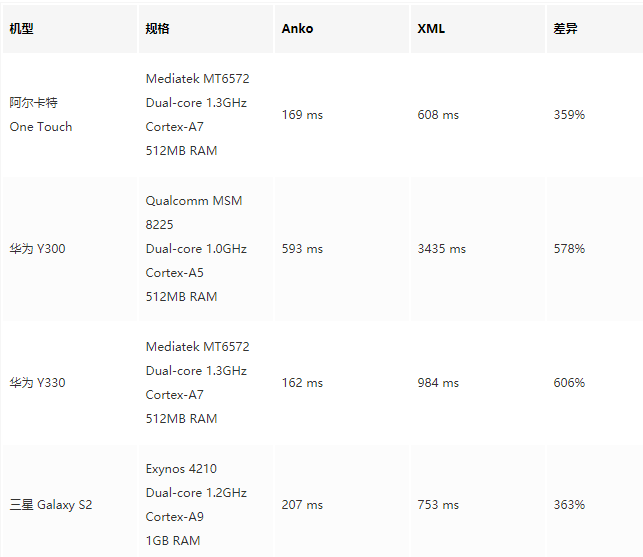 机型 规格 Anko XML 差异
阿尔卡特
One Touch
Mediatek MT6572
Dual-core 1.3GHz
Cortex-A7
512MB RAM
169 ms
608 ms
359%
华为 Y300
Qualcomm MSM
8225
Dual-core 1.0GHz
Cortex-A5
512MB RAM
593 ms
3435 ms
578%
华为 Y330
Mediatek MT6572
Dual-core 1.3GHz
Cortex-A7
512MB RAM
162 ms
984 ms
606%
三星 Galaxy S2
Exynos 4210
Dual-core 1.2GHz
Cortex-A9
1GB RAM
207 ms
753 ms
363%